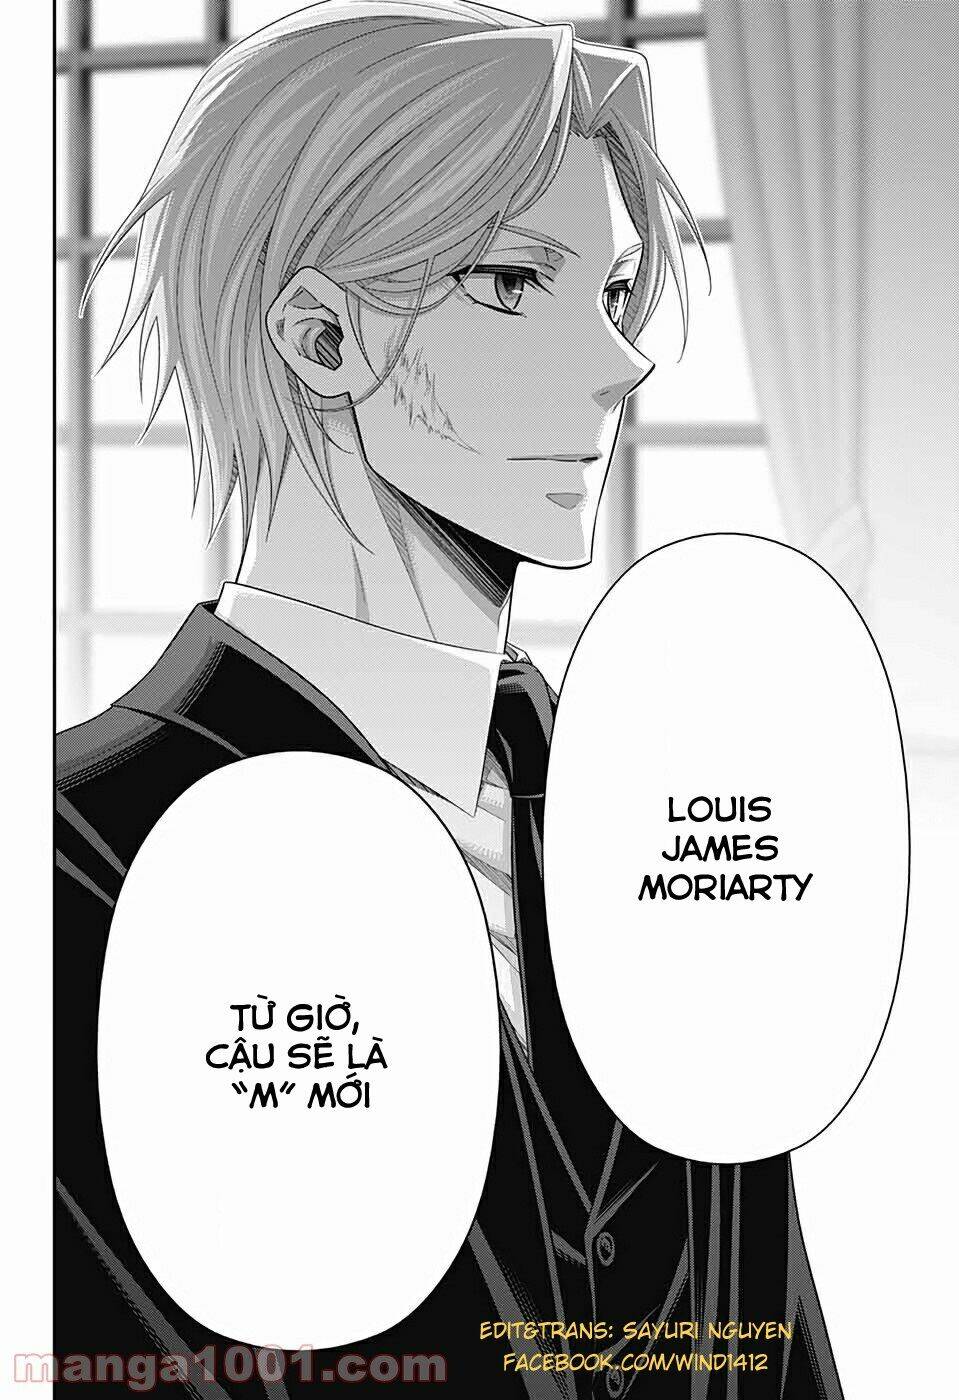 LOUIS
JAMES
MORIARTY
TỪ GIỜ,
CẬU SẼ LÀ
"M" MỚI
EDIT&TRANS: SAYURI NGUYEN
FACEBOOK.COM/WIND1412
manga1001.com